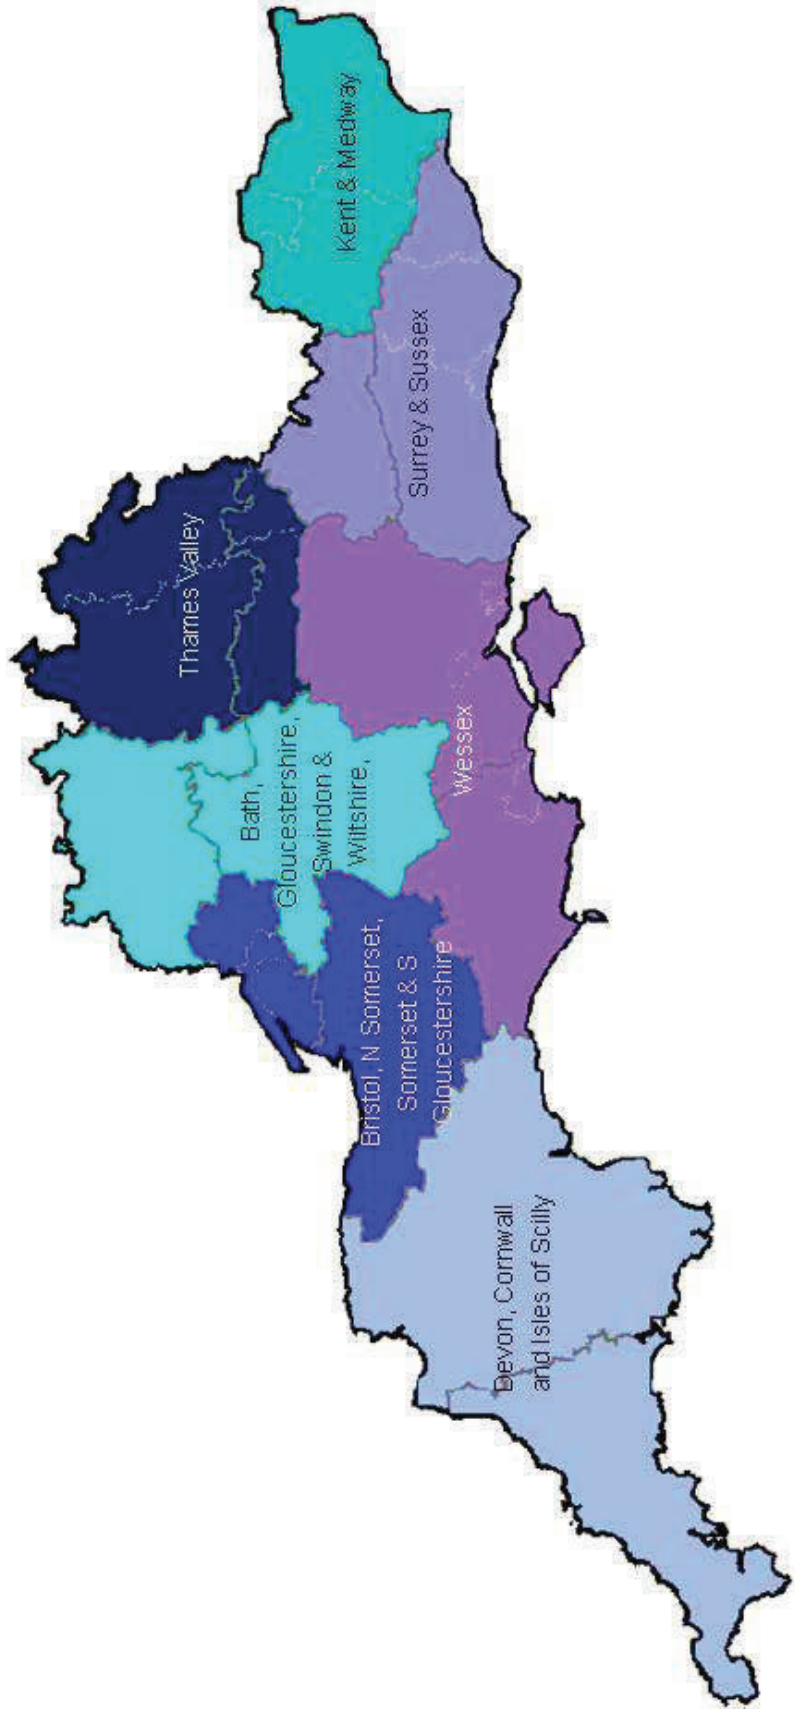 Thames Valley
Kent & Medway
Bath,
Gloucestershire,
Swindon &
Wiltshire,
Surrey & Sussex
Wessex
Bristol, N Somerset,
Somerset & S
Gloucestershire
Devon, Cornwall
and Isles of Scilly